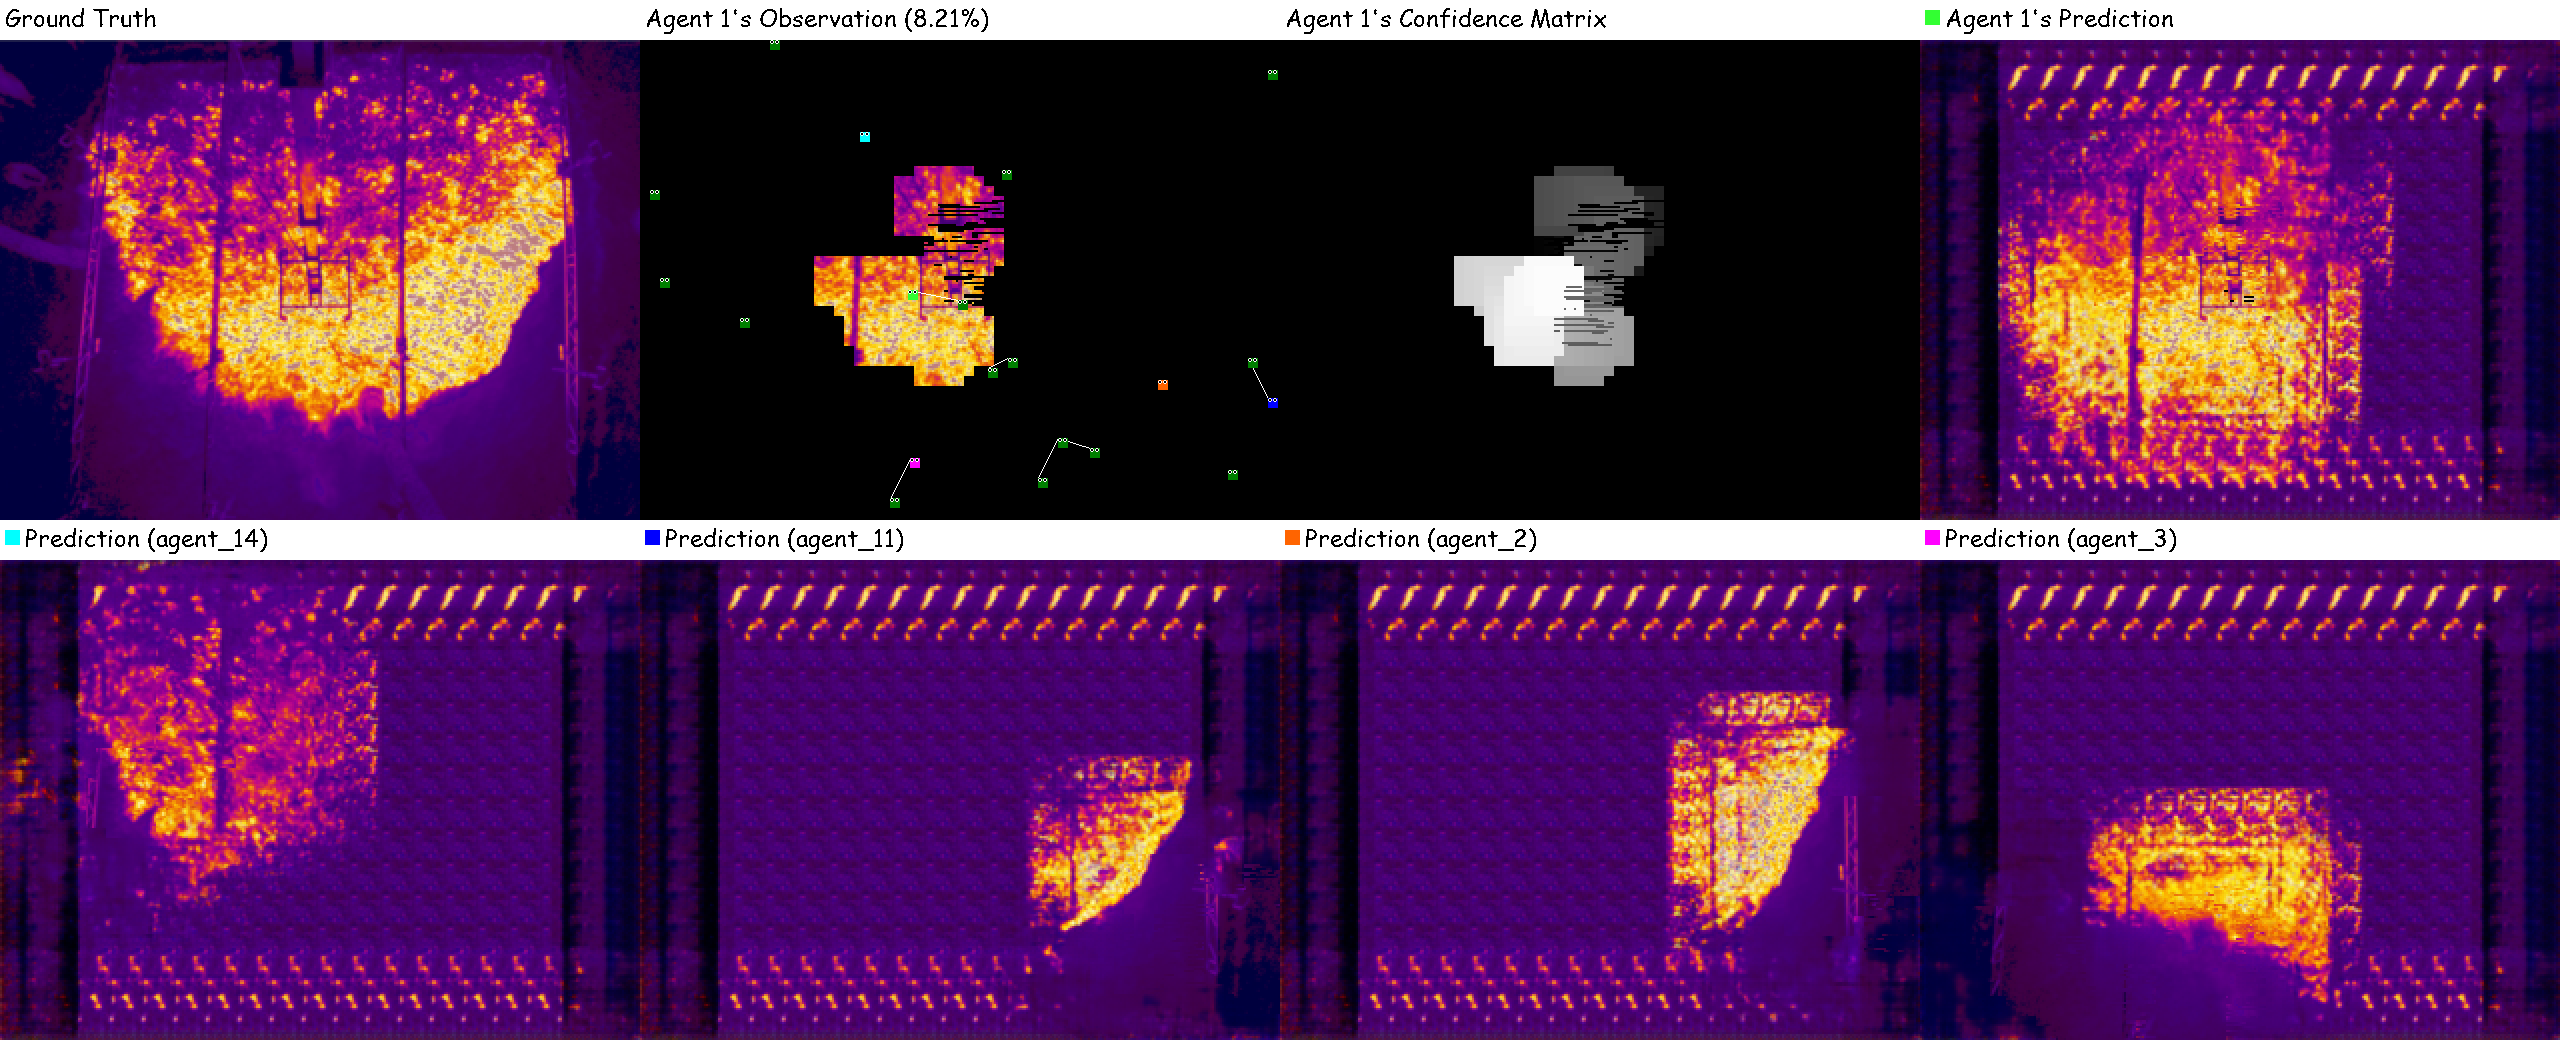 Ground Truth
Agent 1's Observation (8.21%)
Agent 1's Confidence Matrix
Agent 1's Prediction
Prediction (agent_14)
Prediction (agent_11)
Prediction (agent_2)
Prediction (agent_3)